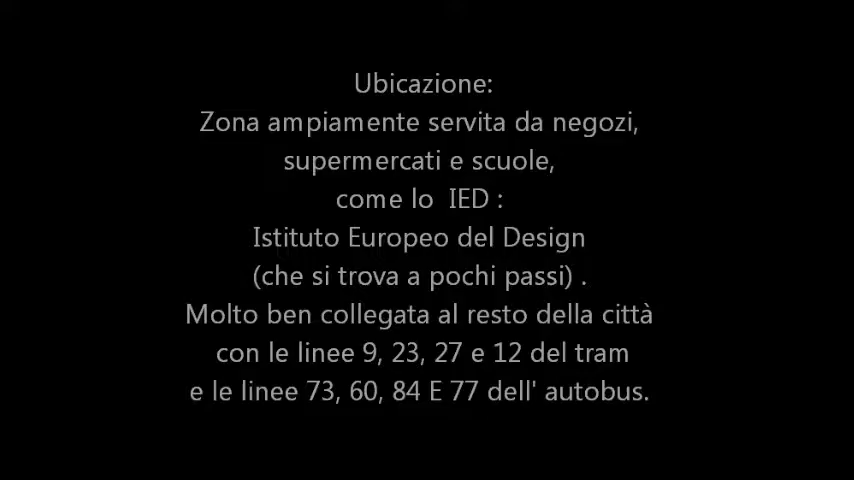 Ubicazione:
Zona ampiamente servita da negozi,
supermercati e scuole,
come lo  IED :
Istituto Europeo del Design
(che si trova a pochi passi) .
Molto ben collegata al resto della città
con le linee 9, 23, 27 e 12 del tram
e le linee 73, 60, 84 E 77 dell' autobus.